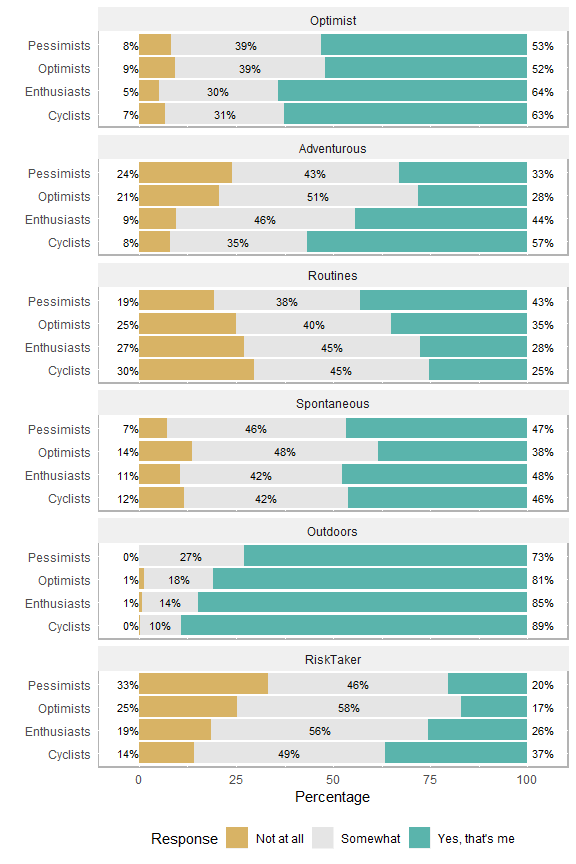 Optimist
Pessimists 8% 39% 53%
Optimists 9% 39% 52%
Enthusiasts 5% 30% 64%
Cyclists 7% 31% 63%
Adventurous
Pessimists 24% 43% 33%
Optimists 21% 51% 28%
Enthusiasts 9% 46% 44%
Cyclists 8% 35% 57%
Routines
Pessimists 19% 38% 43%
Optimists 25% 40% 35%
Enthusiasts 27% 45% 28%
Cyclists 30% 45% 25%
Spontaneous
Pessimists 7% 46% 47%
Optimists 14% 48% 38%
Enthusiasts 11% 42% 48%
Cyclists 12% 42% 46%
Outdoors
Pessimists 0% 27% 73%
Optimists 1% 18% 81%
Enthusiasts 1% 14% 85%
Cyclists 0% 10% 89%
RiskTaker
Pessimists 33% 46% 20%
Optimists 25% 58% 17%
Enthusiasts 19% 56% 26%
Cyclists 14% 49% 37%
0 25 50 75 100
Percentage
Response Not at all Somewhat Yes, that's me